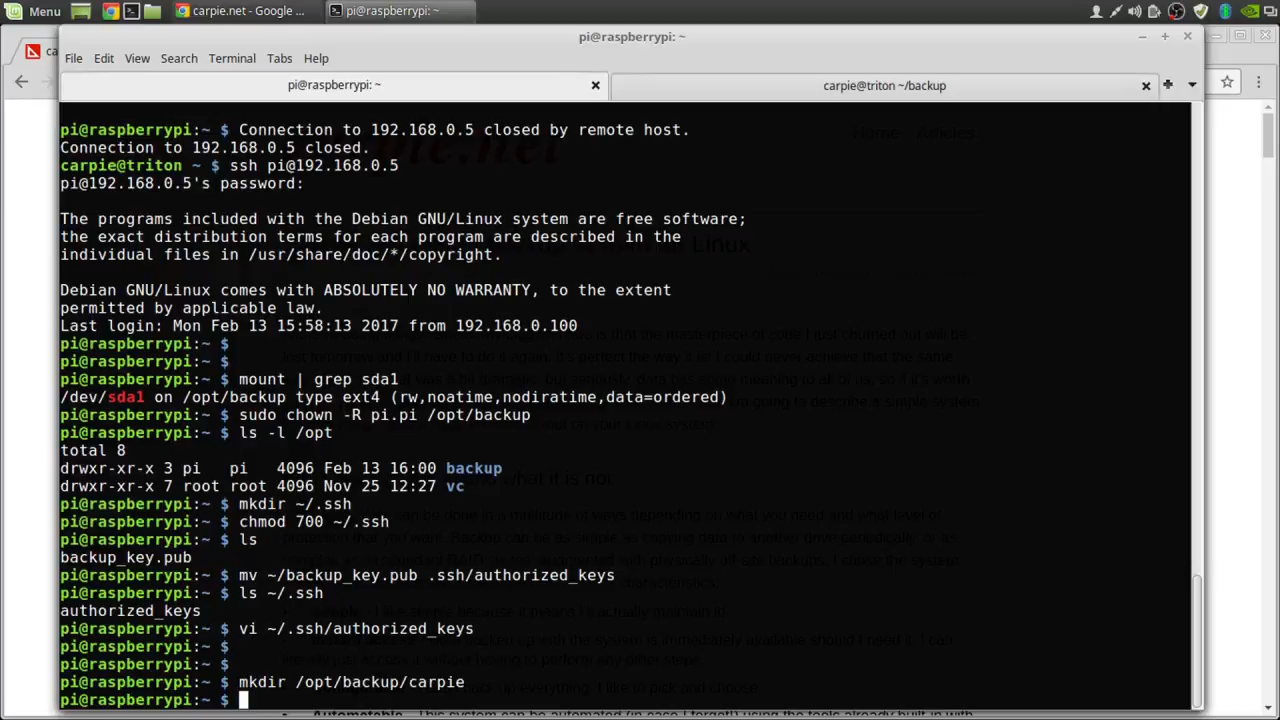 Menu
carpie.net - Google ...
pi@raspberrypi: ~
pi@raspberrypi: ~
File Edit View Search Terminal Tabs Help
pi@raspberrypi: ~
carpie@triton ~/backup
pi@raspberrypi:~ $ Connection to 192.168.0.5 closed by remote host.
Connection to 192.168.0.5 closed.
carpie@triton ~ $ ssh pi@192.168.0.5
pi@192.168.0.5's password:
The programs included with the Debian GNU/Linux system are free software;
the exact distribution terms for each program are described in the
individual files in /usr/share/doc/*/copyright.
Debian GNU/Linux comes with ABSOLUTELY NO WARRANTY, to the extent
permitted by applicable law.
Last login: Mon Feb 13 15:58:13 2017 from 192.168.0.100
pi@raspberrypi:~ $
pi@raspberrypi:~ $
pi@raspberrypi:~ $ mount | grep sda1
/dev/sda1 on /opt/backup type ext4 (rw,noatime,nodiratime,data=ordered)
pi@raspberrypi:~ $ sudo chown -R pi.pi /opt/backup
pi@raspberrypi:~ $ ls -l /opt
total 8
drwxr-xr-x 3 pi   pi   4096 Feb 13 16:00 backup
drwxr-xr-x 7 root root 4096 Nov 25 12:27 vc
pi@raspberrypi:~ $ mkdir ~/.ssh
pi@raspberrypi:~ $ chmod 700 ~/.ssh
pi@raspberrypi:~ $ ls
backup_key.pub
pi@raspberrypi:~ $ mv ~/backup_key.pub .ssh/authorized_keys
pi@raspberrypi:~ $ ls ~/.ssh
authorized_keys
pi@raspberrypi:~ $ vi ~/.ssh/authorized_keys
pi@raspberrypi:~ $
pi@raspberrypi:~ $
pi@raspberrypi:~ $ mkdir /opt/backup/carpie
pi@raspberrypi:~ $